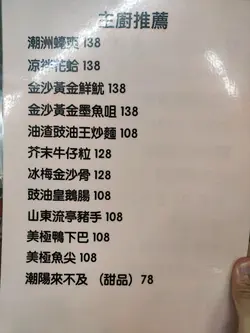 主廚推薦
潮洲蠔爽 138
凉拌花蛤 138
金沙黃金鮮魷 138
金沙黃金墨魚咀 138
油渣豉油王炒麵 108
芥末牛仔粒 128
冰梅金沙骨 128
豉油皇鵝腸 108
山東流亭豬手 108
美極鴨下巴 108
美極魚尖 108
潮陽來不及 （甜品） 78